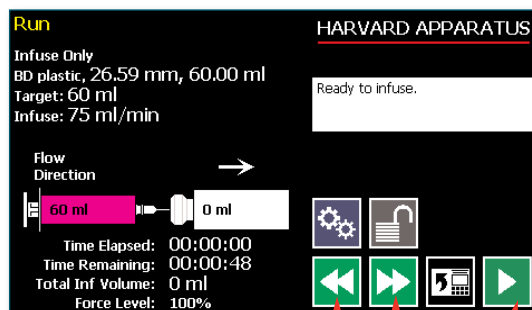 Run
HARVARD APPARATUS
Infuse Only
BD plastic, 26.59 mm, 60.00 ml
Target: 60 ml
Infuse: 75 ml/min
Ready to infuse.
Flow
Direction
60 ml
0 ml
Time Elapsed: 00:00:00
Time Remaining: 00:00:48
Total Inf Volume: 0 ml
Force Level: 100%
5